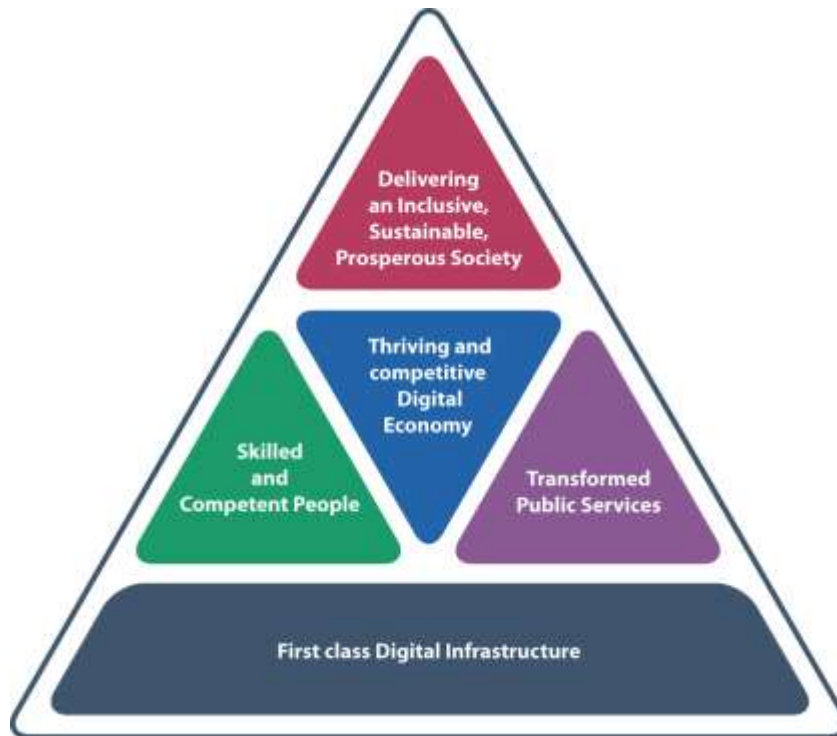 Delivering
an Inclusive,
Sustainable,
Prosperous Society
Thriving and
competitive
Digital
Economy
Skilled
and
Competent People
Transformed
Public Services
First class Digital Infrastructure